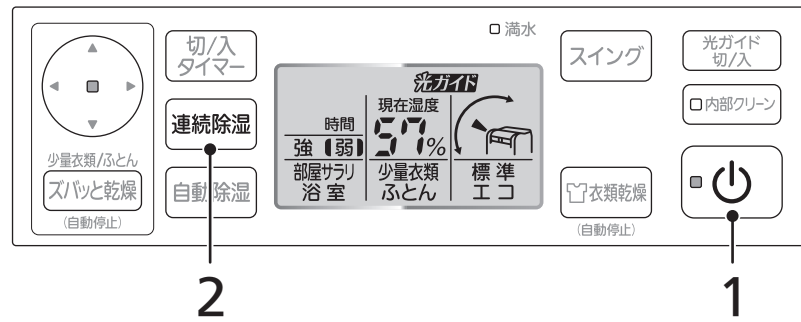 切/入
タイマー
連続除湿
少量衣類/ふとん
ズバッと乾燥
(自動停止)
自動除湿
光ガイド
時間
現在湿度
57%
強【弱】
部屋サラリ
浴室
少量衣類
ふとん
標準
エコ
満水
スイング
光ガイド
切/入
内部クリーン
衣類乾燥
(自動停止)
2
1